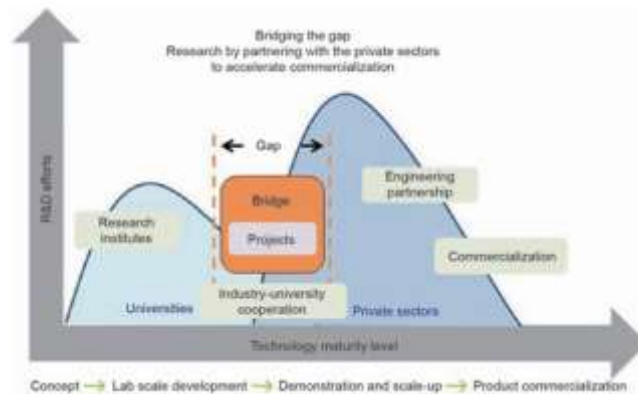 Bridging the gap
Research by partnering with the private sectors
to accelerate commercialization
Gap
R&D efforts
Bridge
Projects
Engineering
partnership
Research
institutes
Commercialization
Industry-university
cooperation
Universities
Private sectors
Technology maturity level
Concept → Lab scale development → Demonstration and scale-up → Product commercialization